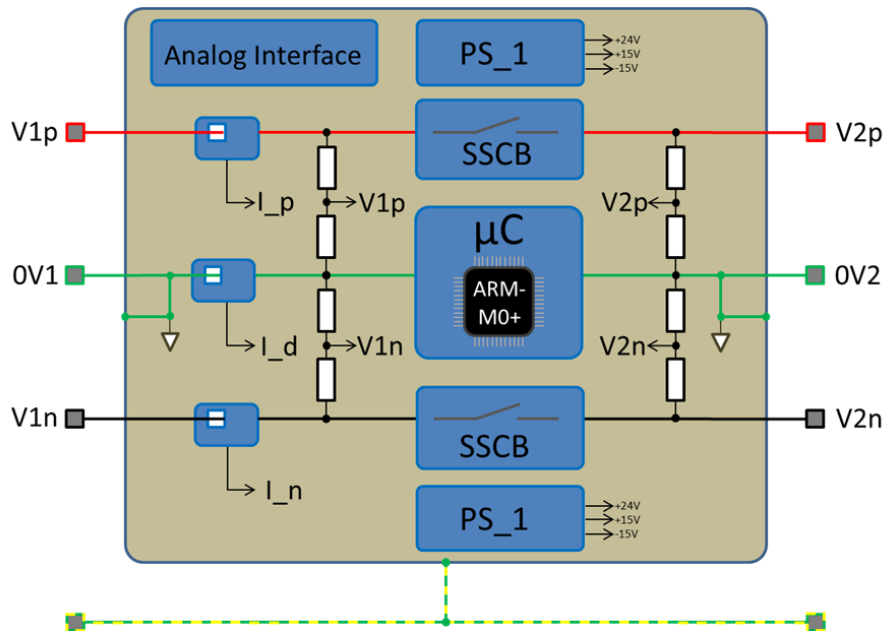 Analog Interface
PS_1
+24V
+15V
-15V
V1p
SSCB
V2p
I_p
V1p
V2p
µC
0V1
ARM-
M0+
0V2
I_d
V1n
V2n
V1n
SSCB
V2n
I_n
PS_1
+24V
+15V
-15V